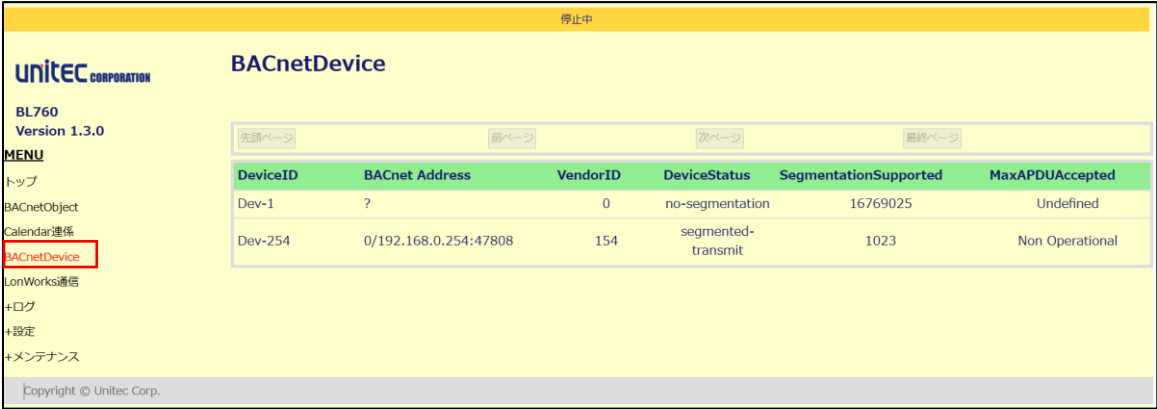 停止中
UNITEC CORPORATION
BL760
Version 1.3.0
MENU
トップ
BACnetObject
Calendar連係
BACnetDevice
LonWorks通信
+ログ
+設定
+メンテナンス
BACnetDevice
先頭ページ 前ページ 次ページ 最終ページ
DeviceID BACnet Address VendorID DeviceStatus SegmentationSupported MaxAPDUAccepted
Dev-1 ? 0 no-segmentation 16769025 Undefined
Dev-254 0/192.168.0.254:47808 154 segmented-transmit 1023 Non Operational
Copyright © Unitec Corp.